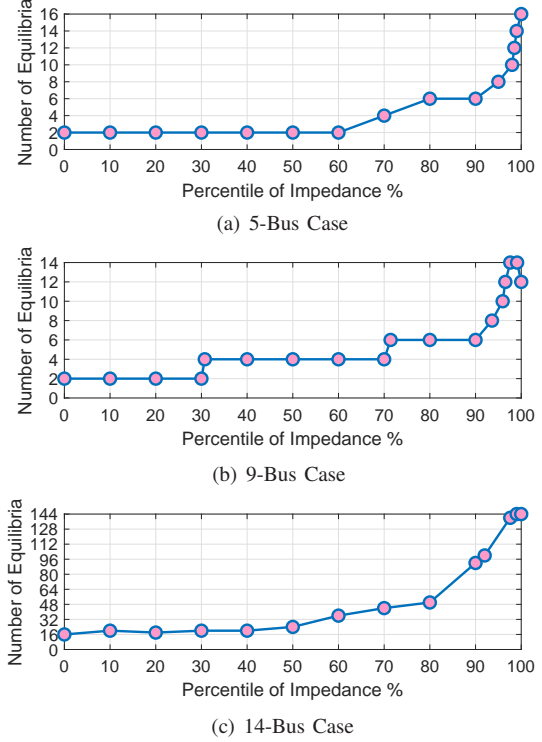 16
14
12
10
8
6
4
2
0
Number of Equilibria
0 10 20 30 40 50 60 70 80 90 100
Percentile of Impedance %
(a) 5-Bus Case
14
12
10
8
6
4
2
0
Number of Equilibria
0 10 20 30 40 50 60 70 80 90 100
Percentile of Impedance %
(b) 9-Bus Case
144
128
112
96
80
64
48
32
16
0
Number of Equilibria
0 10 20 30 40 50 60 70 80 90 100
Percentile of Impedance %
(c) 14-Bus Case